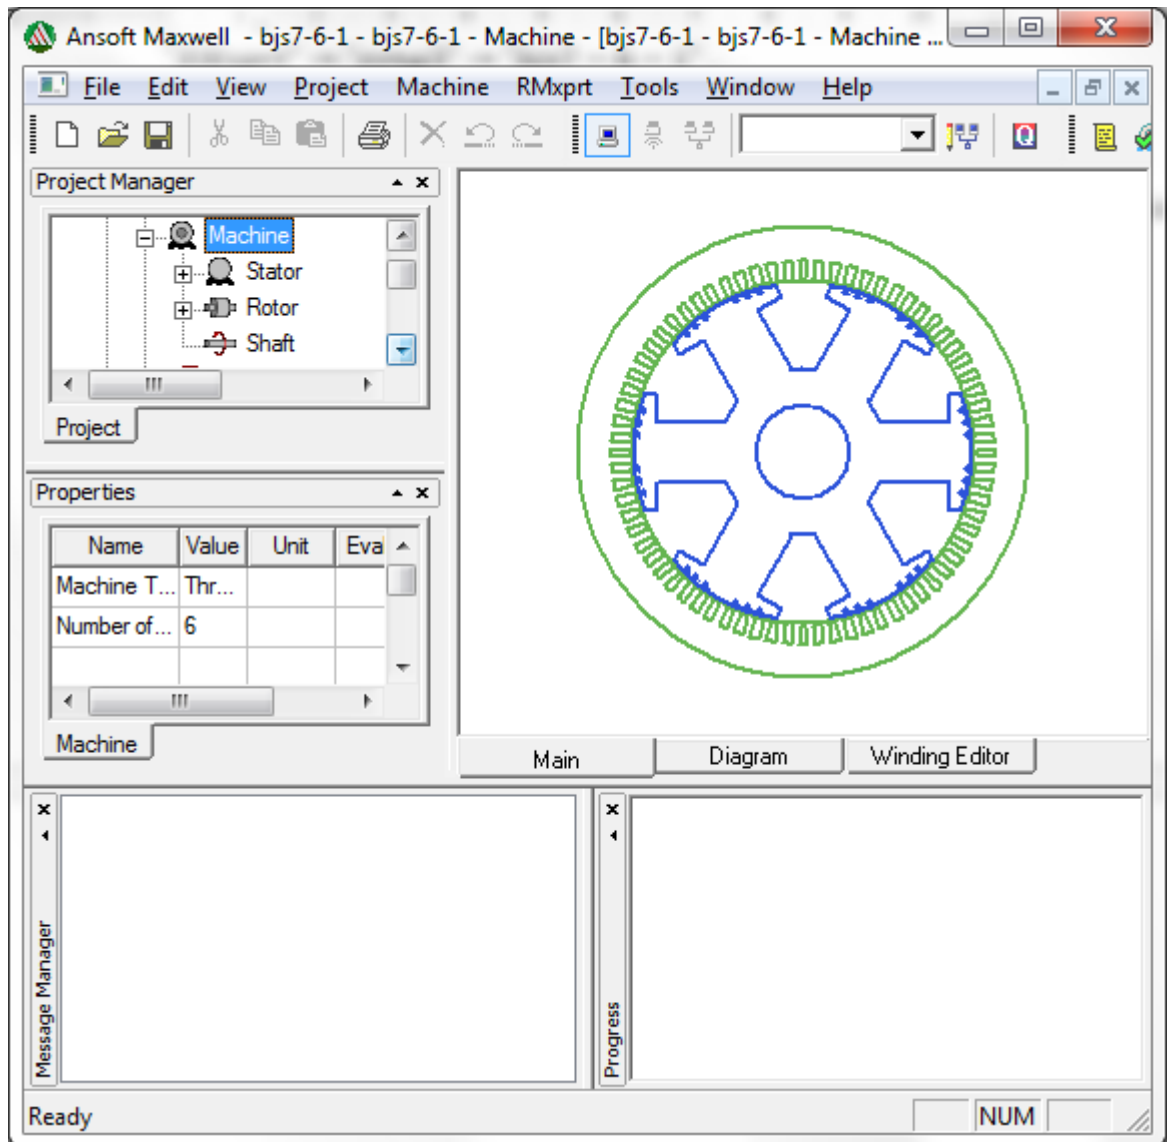 Ansoft Maxwell - bjs7-6-1 - bjs7-6-1 - Machine - [bjs7-6-1 - bjs7-6-1 - Machine ...
File Edit View Project Machine RMxprt Tools Window Help
Project Manager
Machine
Stator
Rotor
Shaft
Project
Properties
Name Value Unit Eval
Machine T... Thr...
Number of... 6
Machine
Main Diagram Winding Editor
Message Manager
Progress
Ready NUM